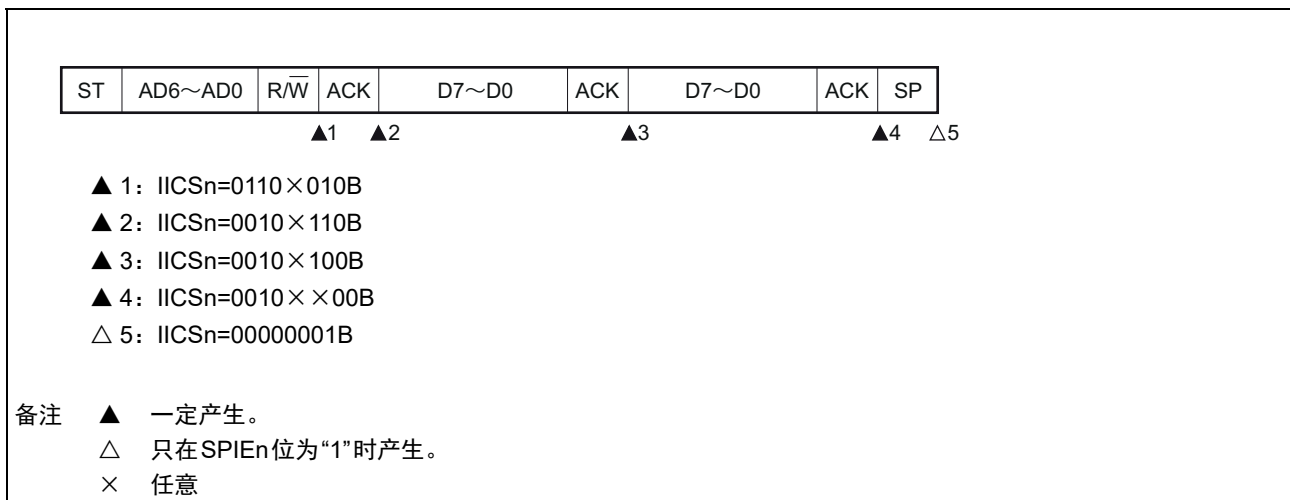 ST AD6～AD0 R/W̅ ACK D7～D0 ACK D7～D0 ACK SP
▲1 ▲2 ▲3 ▲4 △5
▲ 1：IICSn=0110×010B
▲ 2：IICSn=0010×110B
▲ 3：IICSn=0010×100B
▲ 4：IICSn=0010××00B
△ 5：IICSn=00000001B
备注 ▲ 一定产生。
△ 只在SPIEn位为“1”时产生。
× 任意